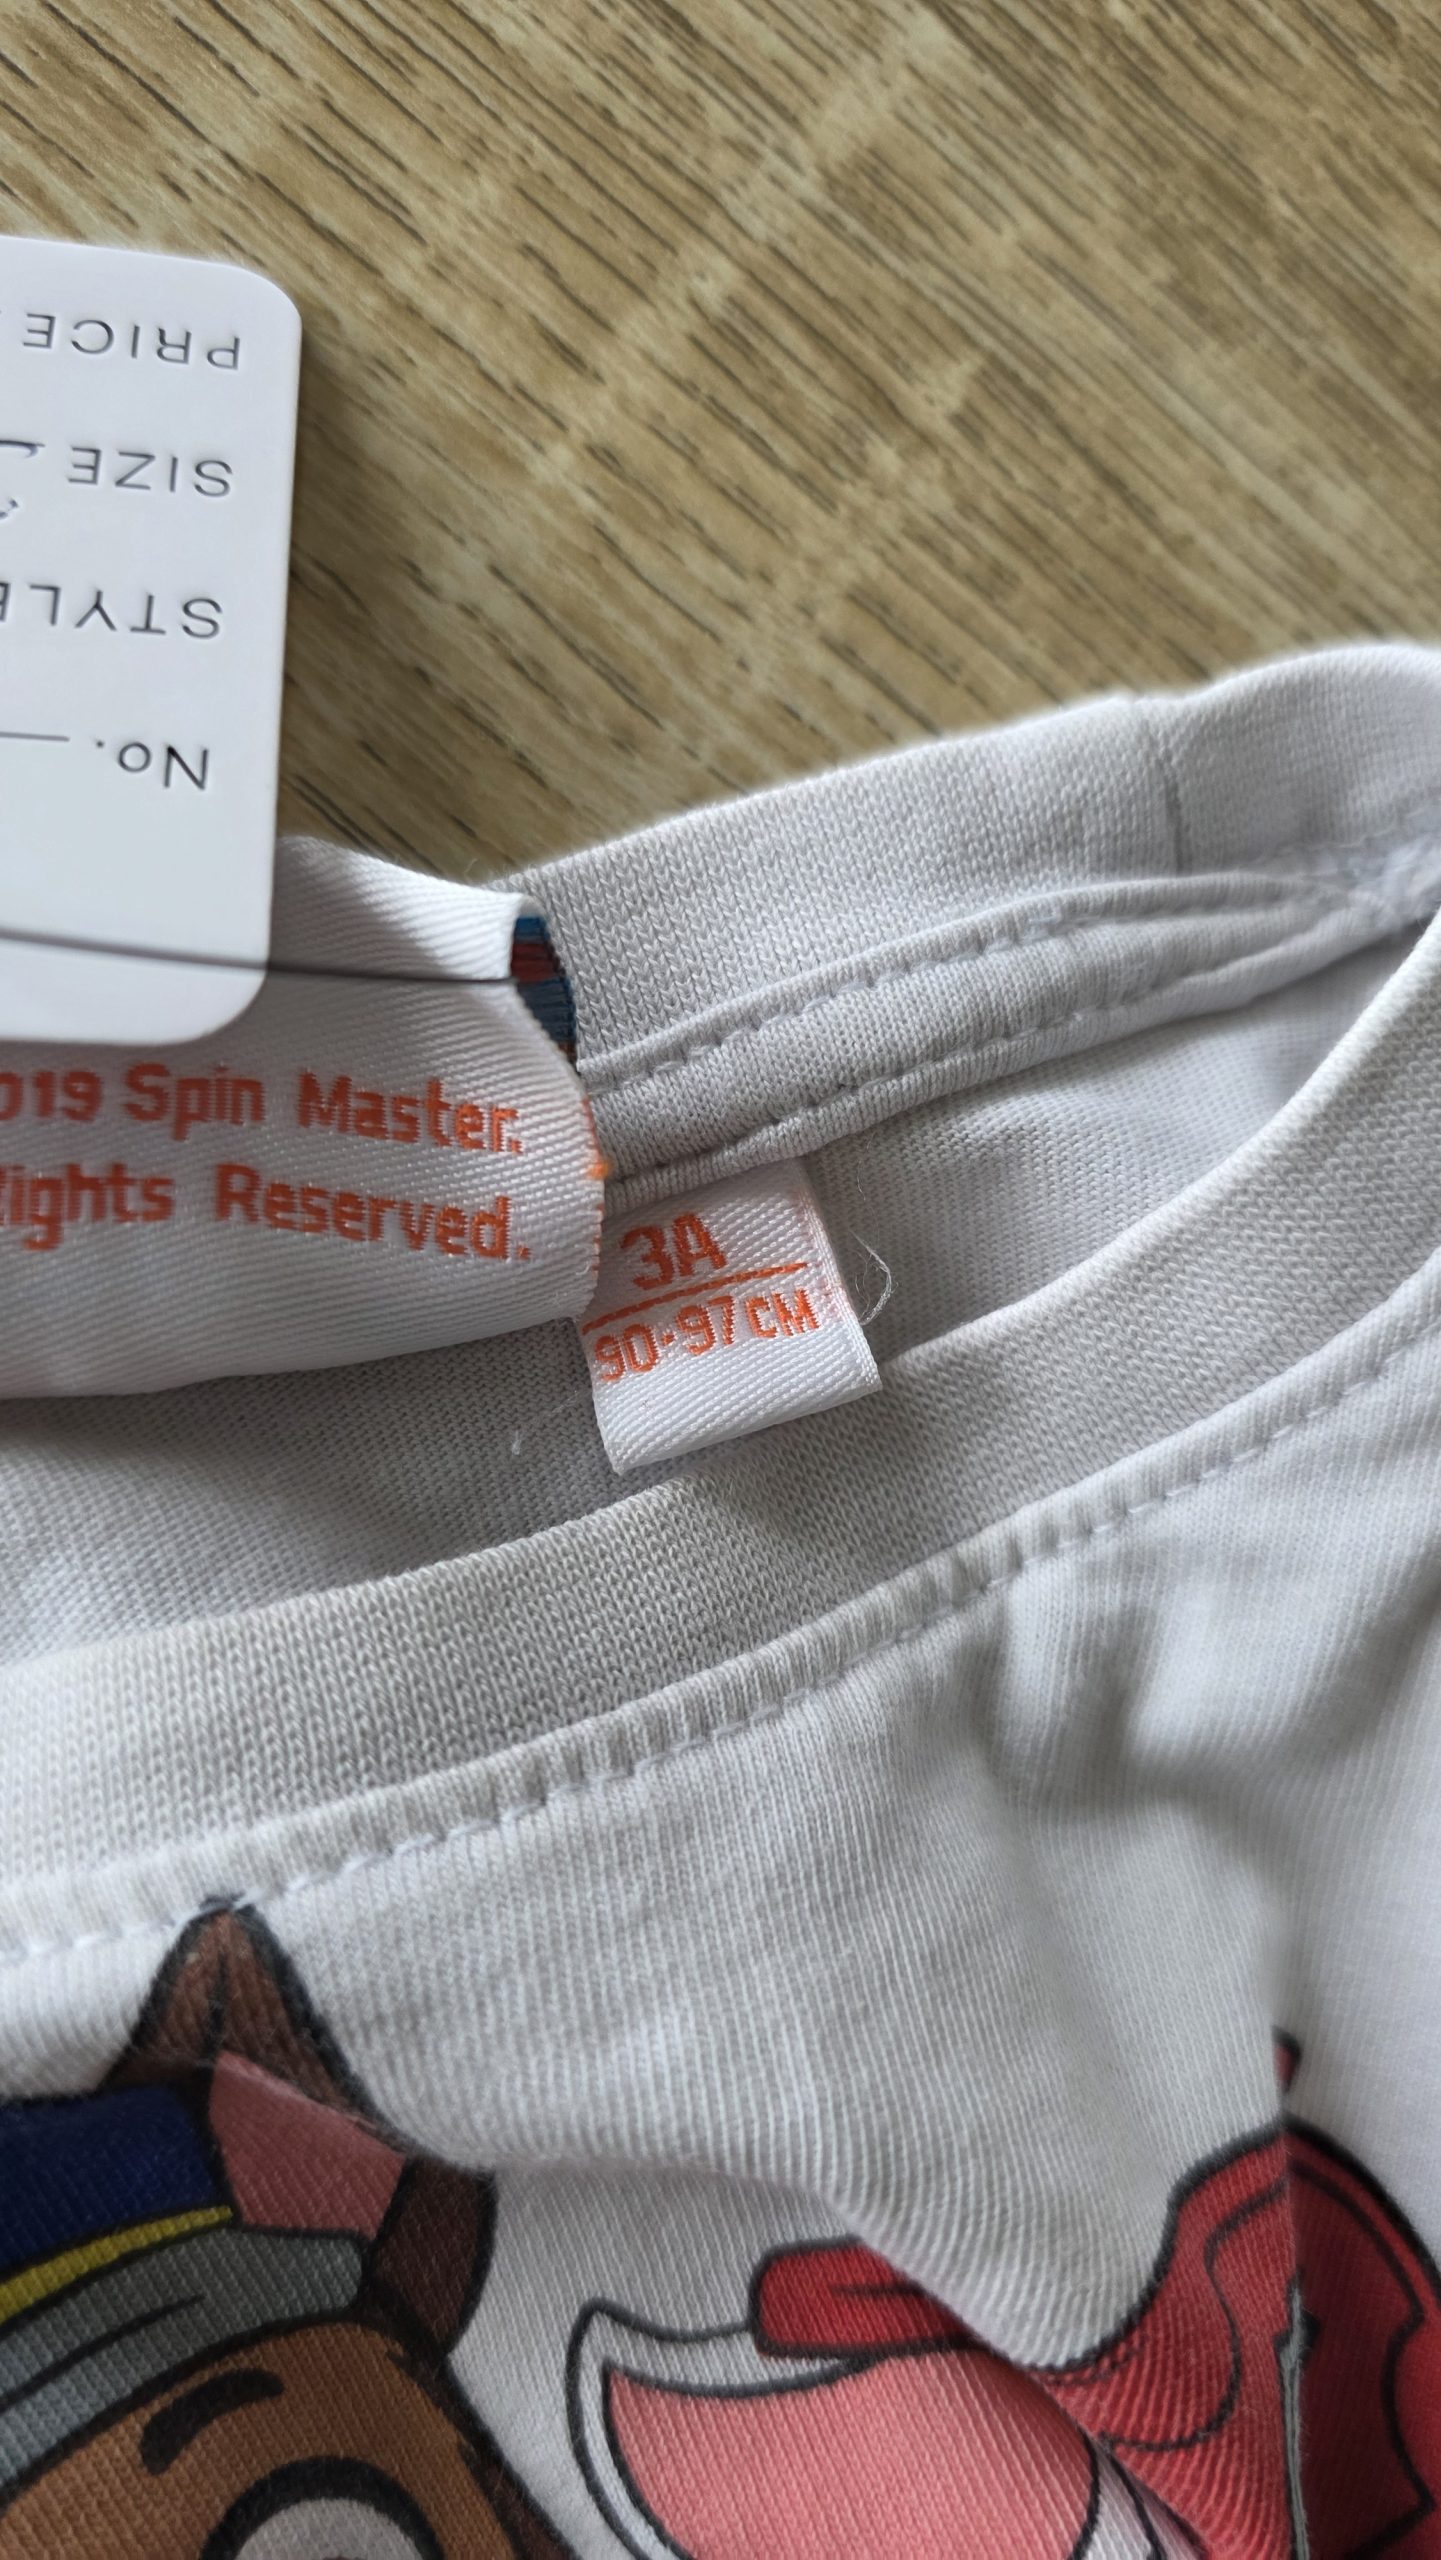 PRICE
SIZE
STYLE
No.
019 Spin Master.
Rights Reserved.
3A
90-97CM